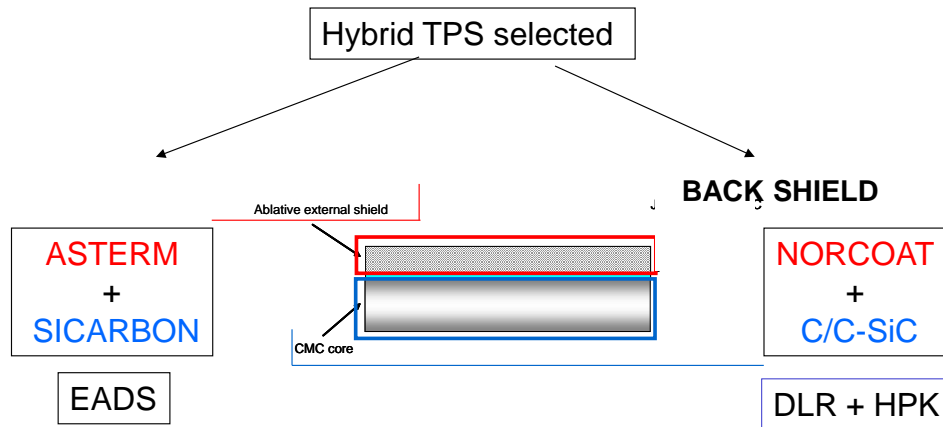 Hybrid TPS selected
BACK SHIELD
Ablative external shield
ASTERM
+
SICARBON
NORCOAT
+
C/C-SiC
CMC core
EADS
DLR + HPK